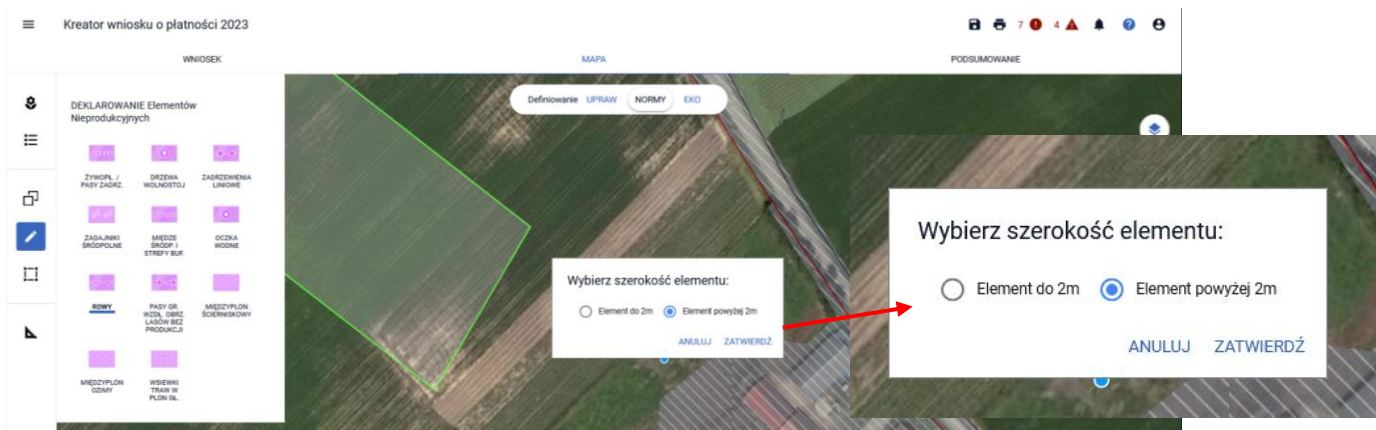 Kreator wniosku o płatności 2023
7
4
WNIOSEK
MAPA
PODSUMOWANIE
DEKLAROWANIE Elementów
Nieprodukcyjnych
Definiowanie UPRAW NORMY EKO
ŻYWOPŁ. /
PASY ZADRZ.
DRZEWA
WOLNOSTOJ
ZADRZEWIENIA
LINIOWE
ZAGAJNIKI
ŚRÓDPOLNE
MIEDZE
ŚRÓDP. I
STREFY BUF.
OCZKA
WODNE
ROWY
PASY GR.
WZDŁ. OBRZ.
LASÓW BEZ
PRODUKCJI
MIĘDZYPLON
ŚCIERNISKOWY
MIĘDZYPLON
OZIMY
WSIEWKI
TRAW W
PLON GŁ.
Wybierz szerokość elementu:
Element do 2m Element powyżej 2m
ANULUJ ZATWIERDŹ
Wybierz szerokość elementu:
Element do 2m Element powyżej 2m
ANULUJ ZATWIERDŹ